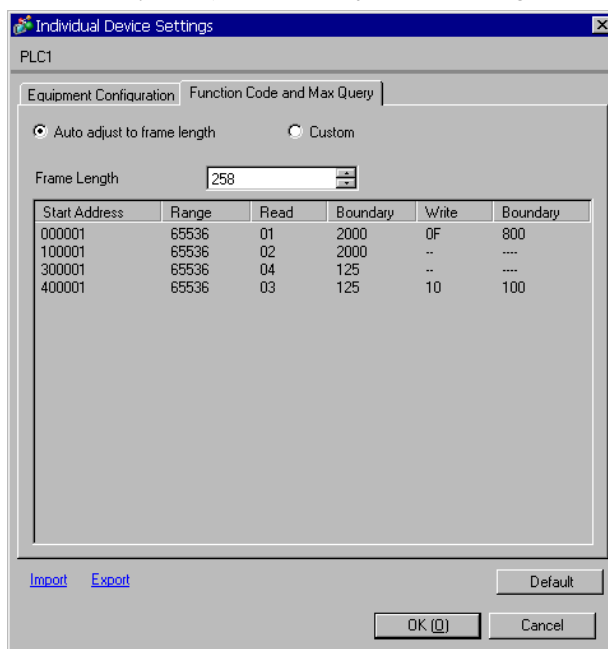 Individual Device Settings
PLC1
Equipment Configuration Function Code and Max Query
Auto adjust to frame length Custom
Frame Length 258
Start Address Range Read Boundary Write Boundary
000001 65536 01 2000 0F 800
100001 65536 02 2000 -- ----
300001 65536 04 125 -- ----
400001 65536 03 125 10 100
Import Export Default
OK (O) Cancel